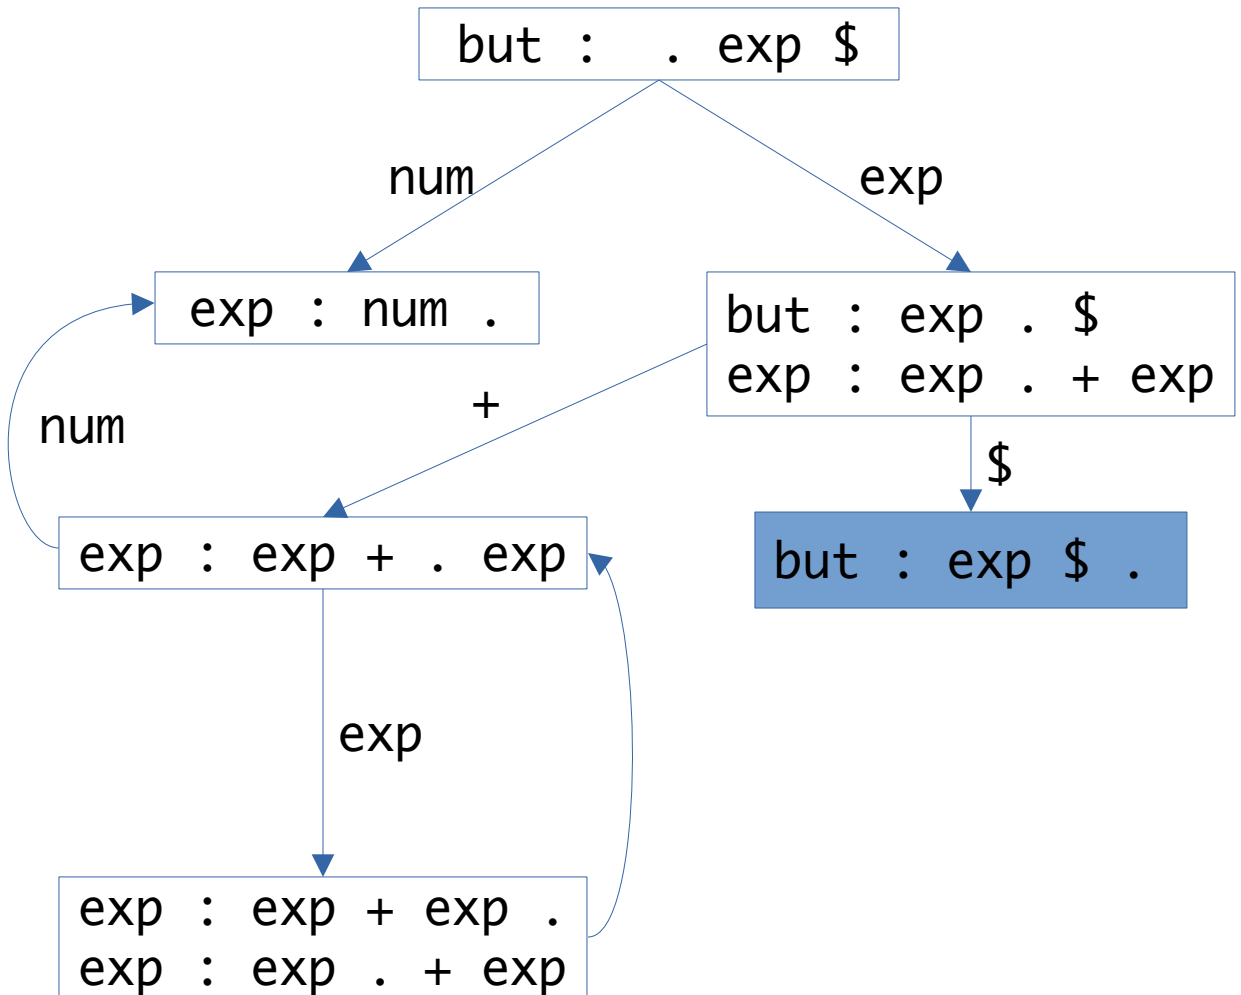 but : . exp $
num
exp
exp : num .
but : exp . $
exp : exp . + exp
+
num
$
exp : exp + . exp
but : exp $ .
exp
exp : exp + exp .
exp : exp . + exp